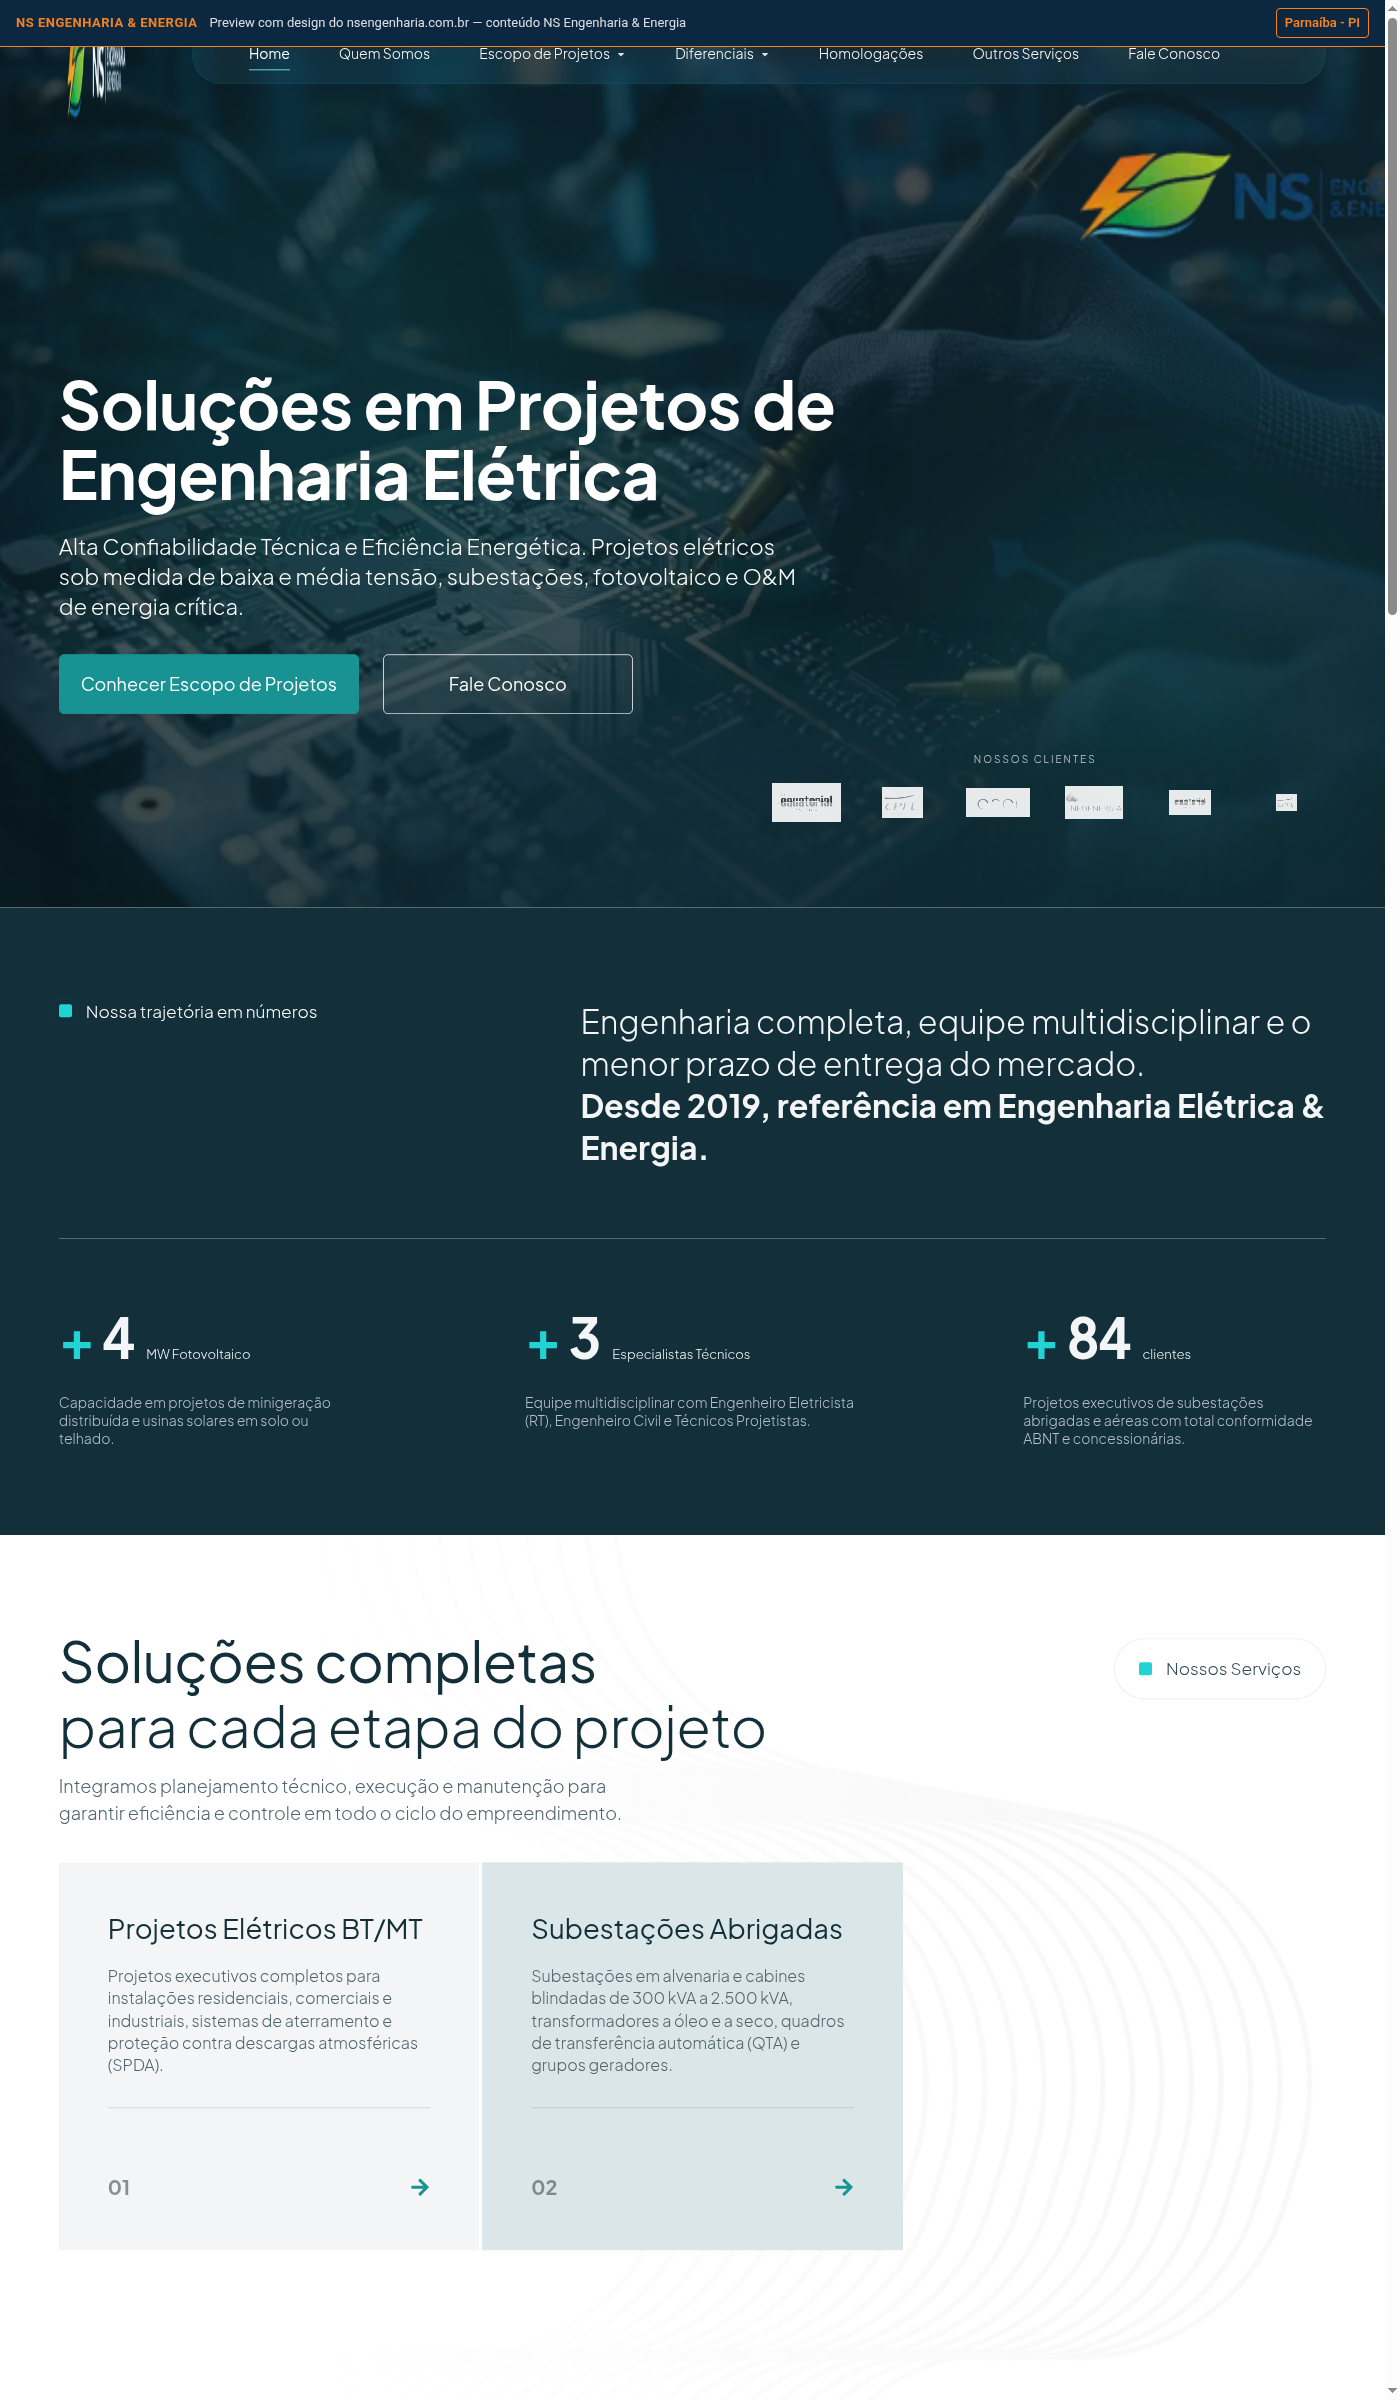 NS ENGENHARIA & ENERGIA Preview com design do nsengenharia.com.br — conteúdo NS Engenharia & Energia Parnaíba - PI
Home Quem Somos Escopo de Projetos Diferenciais Homologações Outros Serviços Fale Conosco
NS
NS
Soluções em Projetos de
Engenharia Elétrica
Alta Confiabilidade Técnica e Eficiência Energética. Projetos elétricos
sob medida de baixa e média tensão, subestações, fotovoltaico e O&M
de energia crítica.
Conhecer Escopo de Projetos Fale Conosco
NOSSOS CLIENTES
equatorial CPFL NEOENERGIA equatorial CPFL
Nossa trajetória em números
Engenharia completa, equipe multidisciplinar e o
menor prazo de entrega do mercado.
Desde 2019, referência em Engenharia Elétrica &
Energia.
+ 4 MW Fotovoltaico
Capacidade em projetos de minigeração
distribuída e usinas solares em solo ou
telhado.
+ 3 Especialistas Técnicos
Equipe multidisciplinar com Engenheiro Eletricista
(RT), Engenheiro Civil e Técnicos Projetistas.
+ 84 clientes
Projetos executivos de subestações
abrigadas e aéreas com total conformidade
ABNT e concessionárias.
Soluções completas
para cada etapa do projeto
Nossos Serviços
Integramos planejamento técnico, execução e manutenção para
garantir eficiência e controle em todo o ciclo do empreendimento.
Projetos Elétricos BT/MT
Projetos executivos completos para
instalações residenciais, comerciais e
industriais, sistemas de aterramento e
proteção contra descargas atmosféricas
(SPDA).
01
Subestações Abrigadas
Subestações em alvenaria e cabines
blindadas de 300 kVA a 2.500 kVA,
transformadores a óleo e a seco, quadros
de transferência automática (QTA) e
grupos geradores.
02